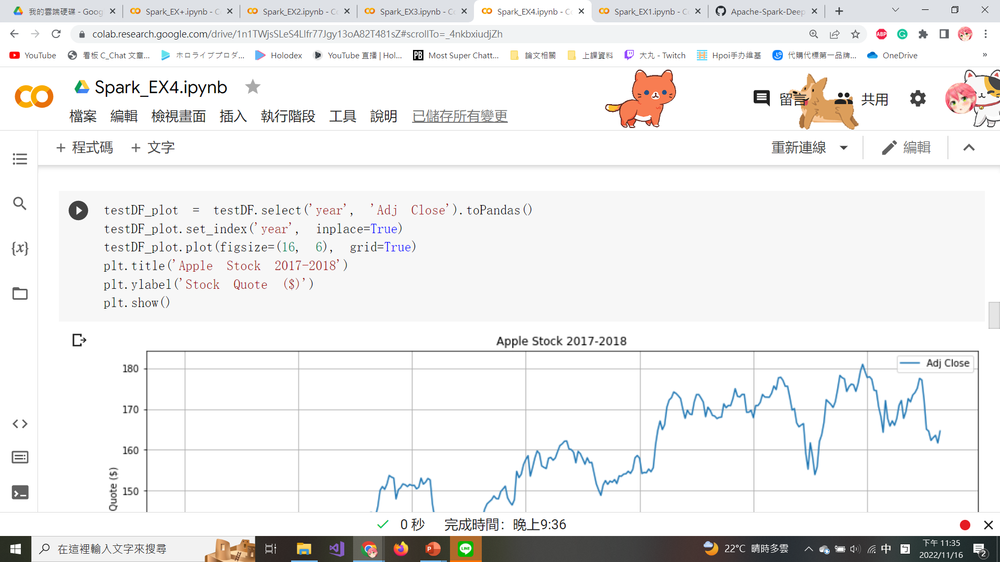 我的雲端硬碟 - Goog
Spark_EX+.ipynb - Co
Spark_EX2.ipynb - Co
Spark_EX3.ipynb - Co
Spark_EX4.ipynb - Co
Spark_EX1.ipynb - Co
Apache-Spark-Deep
colab.research.google.com/drive/1n1TWjsSLeS4Llfr77Jgy13oA82T481sZ#scrollTo=_4nkbxiudjZh
ABP
YouTube
看板 C_Chat 文章...
ホロライブプロダ...
Holodex
YouTube 直播 | Hol...
PB
Most Super Chatt...
論文相關
上課資料
大丸 - Twitch
Hpoi手办维基
代購代標第一品牌...
OneDrive
»
Spark_EX4.ipynb
留言
共用
檔案 編輯 檢視畫面 插入 執行階段 工具 說明 已儲存所有變更
+ 程式碼 + 文字
重新連線
編輯
{x}
testDF_plot = testDF.select('year', 'Adj Close').toPandas()
testDF_plot.set_index('year', inplace=True)
testDF_plot.plot(figsize=(16, 6), grid=True)
plt.title('Apple Stock 2017-2018')
plt.ylabel('Stock Quote ($)')
plt.show()
Apple Stock 2017-2018
Adj Close
180
170
160
150
Quote ($)
0 秒 完成時間: 晚上9:36
在這裡輸入文字來搜尋
LINE
22°C 晴時多雲
中
下午 11:35
2022/11/16
2